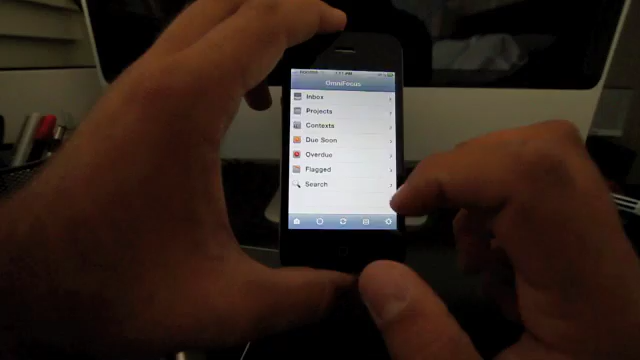 OmniFocus
Inbox
Projects
Contexts
Due Soon
Overdue
Flagged
Search